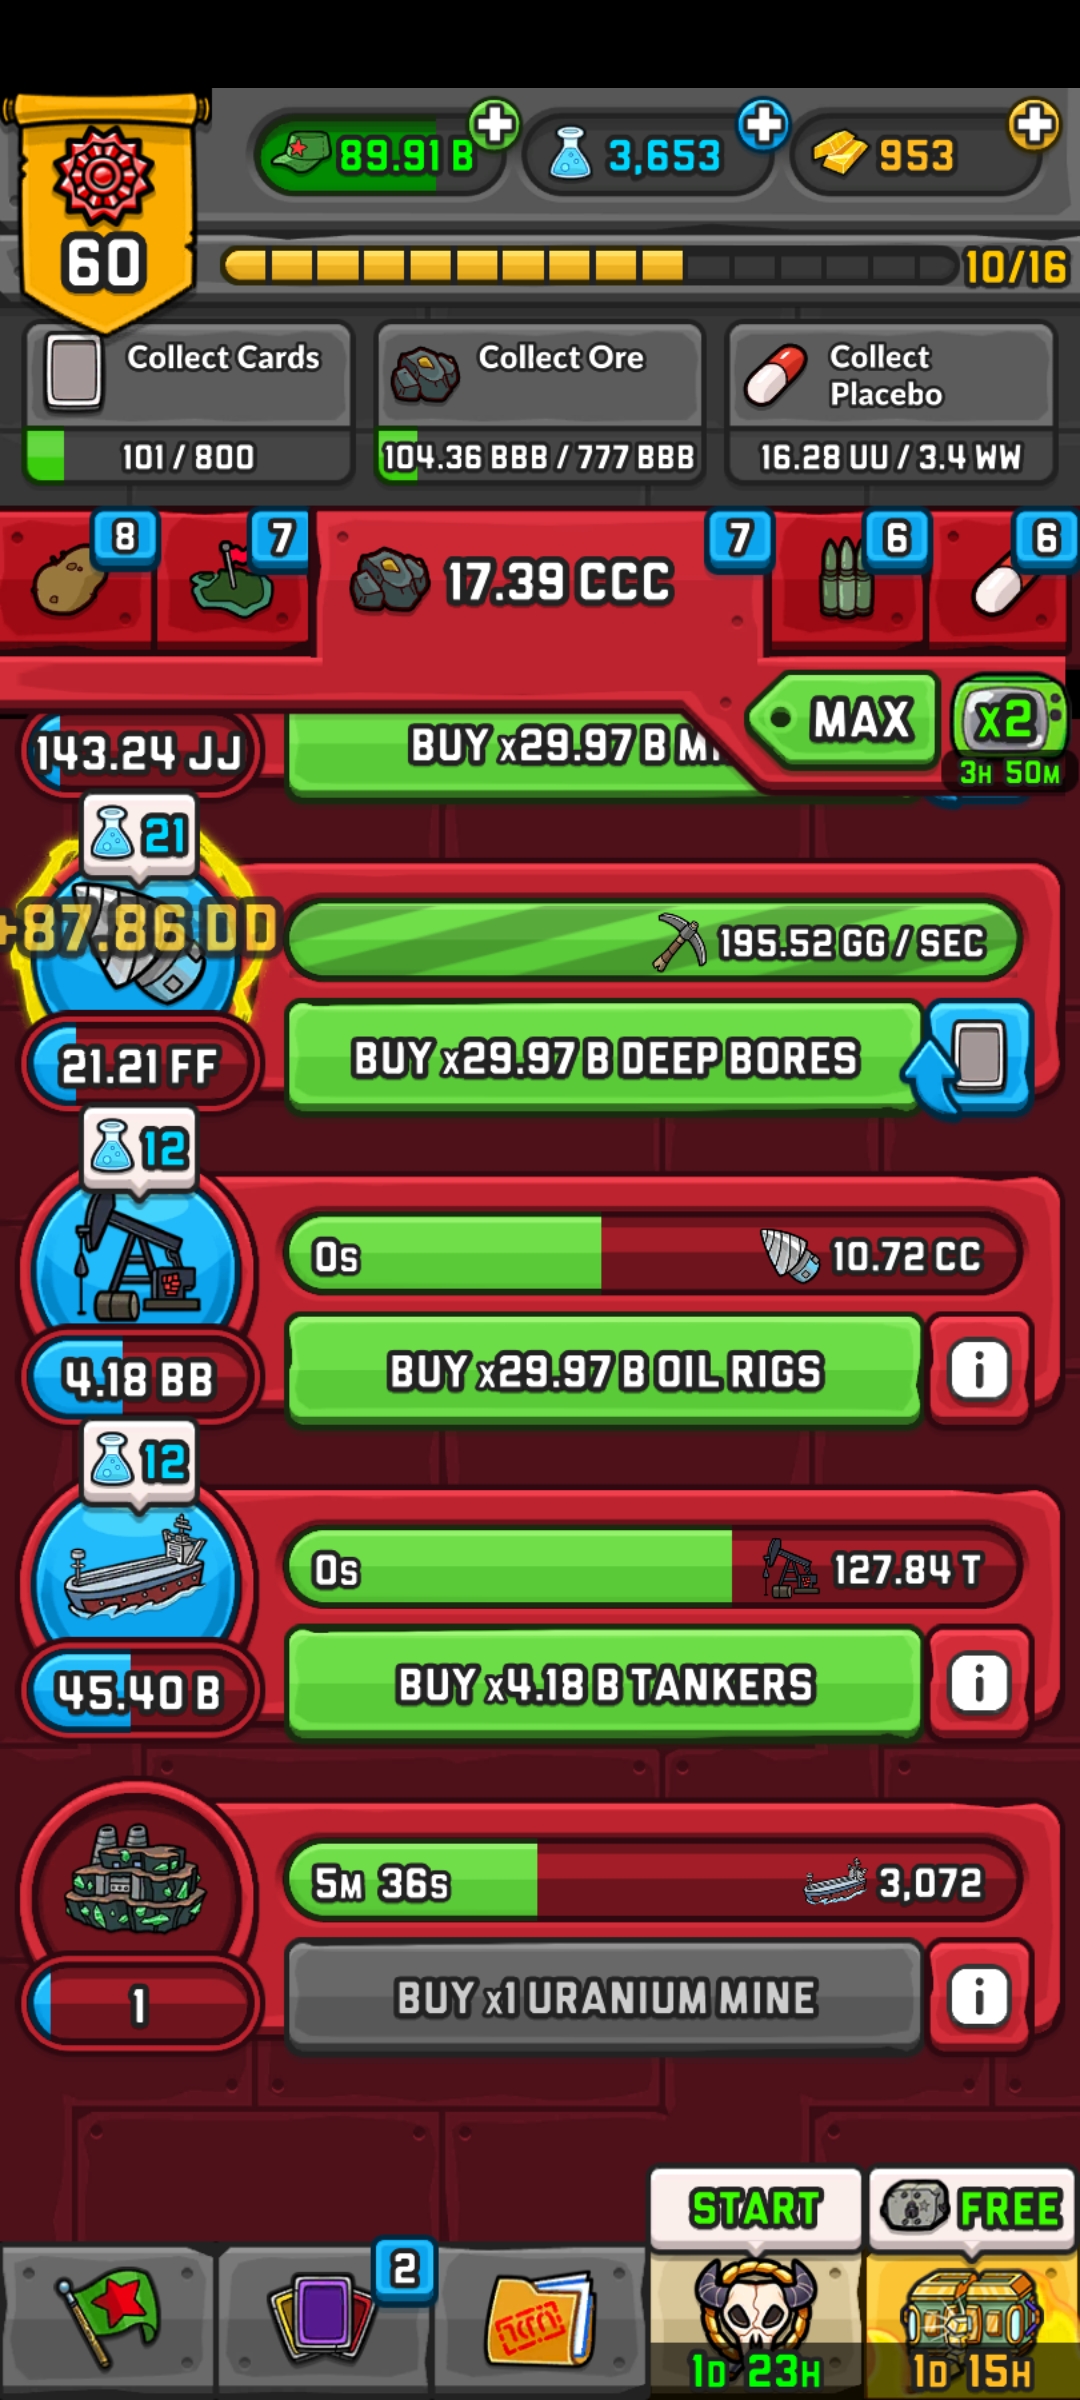 60
89.91 B
3,653
953
10/16
Collect Cards
101 / 800
Collect Ore
104.36 BBB / 777 BBB
Collect
Placebo
16.28 UU / 3.4 WW
8
7
17.39 CCC
7
6
6
MAX
x2
3H 50M
143.24 JJ
BUY x29.97 B
21
+87.86 DD
195.52 GG / SEC
21.21 FF
BUY x29.97 B DEEP BORES
12
0s
10.72 CC
4.18 BB
BUY x29.97 B OIL RIGS
i
12
0s
127.84 T
45.40 B
BUY x4.18 B TANKERS
i
5M 36s
3,072
1
BUY x1 URANIUM MINE
i
START
FREE
2
1D 23H
1D 15H